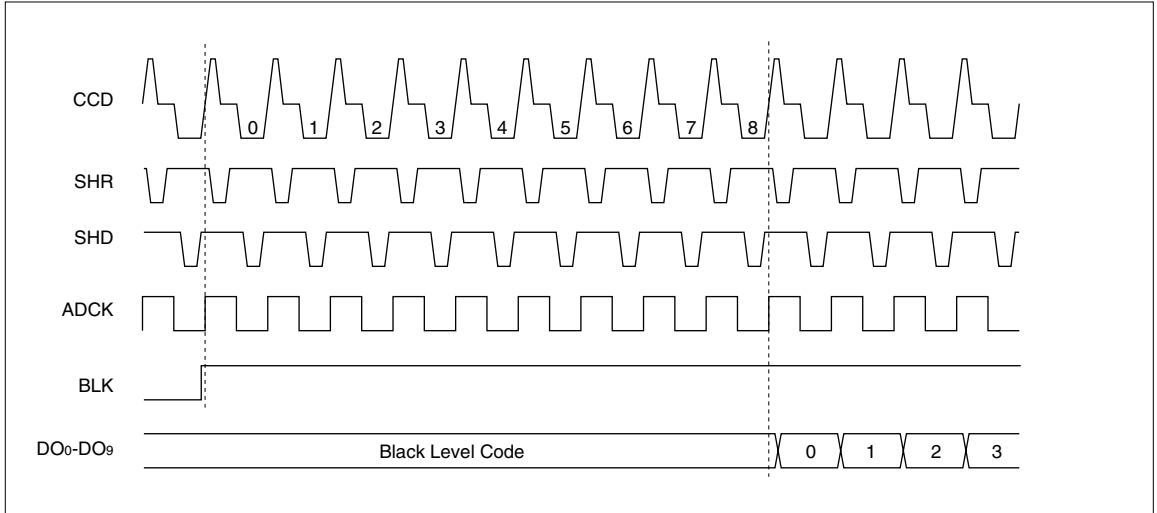 CCD
0 1 2 3 4 5 6 7 8
SHR
SHD
ADCK
BLK
DO0-DO9 Black Level Code 0 1 2 3